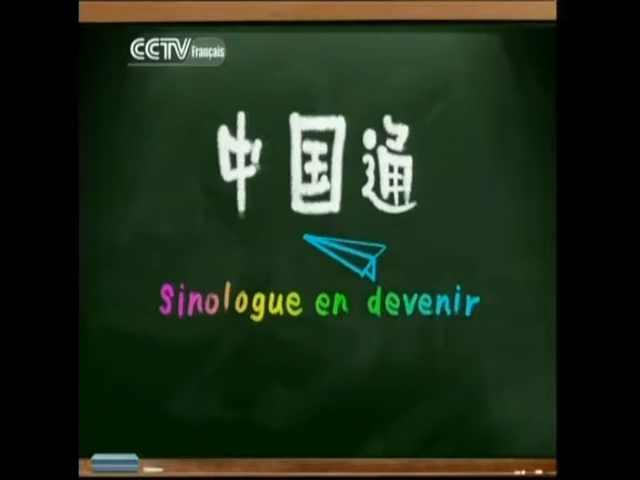 CCTV Français
中国通
Sinologue en devenir